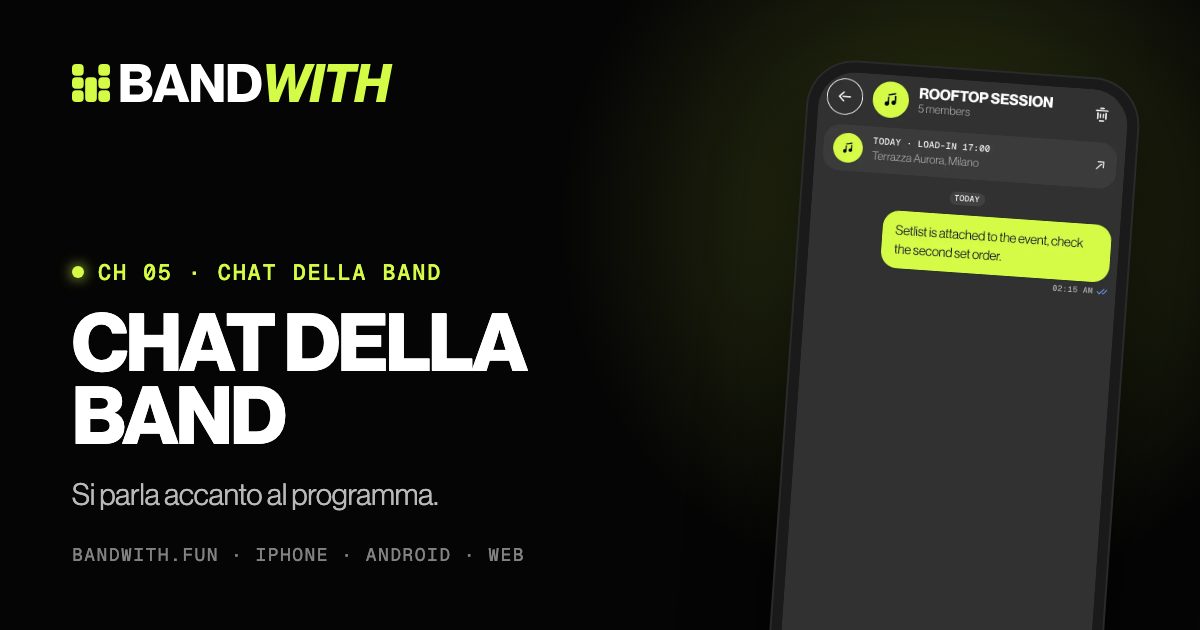 BANDWITH
CH 05 · CHAT DELLA BAND
CHAT DELLA
BAND
Si parla accanto al programma.
BANDWITH.FUN · IPHONE · ANDROID · WEB
ROOFTOP SESSION
5 members
TODAY · LOAD-IN 17:00
Terrazza Aurora, Milano
TODAY
Setlist is attached to the event, check
the second set order.
02:15 AM